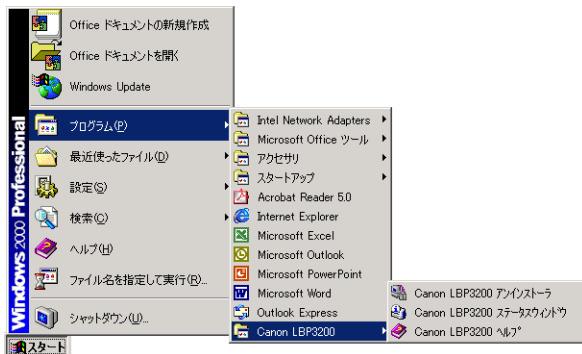 Office ドキュメントの新規作成
Office ドキュメントを開く
Windows Update
プログラム(P)
最近使ったファイル(D)
設定(S)
検索(C)
ヘルプ(H)
ファイル名を指定して実行(R)...
シャットダウン(U)...
Windows 2000 Professional
スタート
Intel Network Adapters
Microsoft Office ツール
アクセサリ
スタートアップ
Acrobat Reader 5.0
Internet Explorer
Microsoft Excel
Microsoft Outlook
Microsoft PowerPoint
Microsoft Word
Outlook Express
Canon LBP3200
Canon LBP3200 アンインストーラ
Canon LBP3200 ステータスウィンドウ
Canon LBP3200 ヘルプ